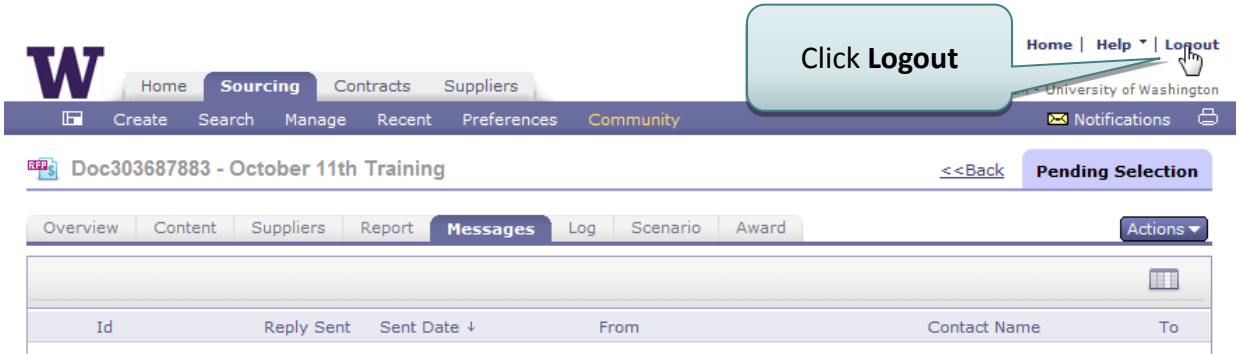 Click Logout
Home | Help | Logout
University of Washington
W
Home Sourcing Contracts Suppliers
Create Search Manage Recent Preferences Community Notifications
RFP$ Doc303687883 - October 11th Training <<Back Pending Selection
Overview Content Suppliers Report Messages Log Scenario Award Actions
Id Reply Sent Sent Date ↓ From Contact Name To